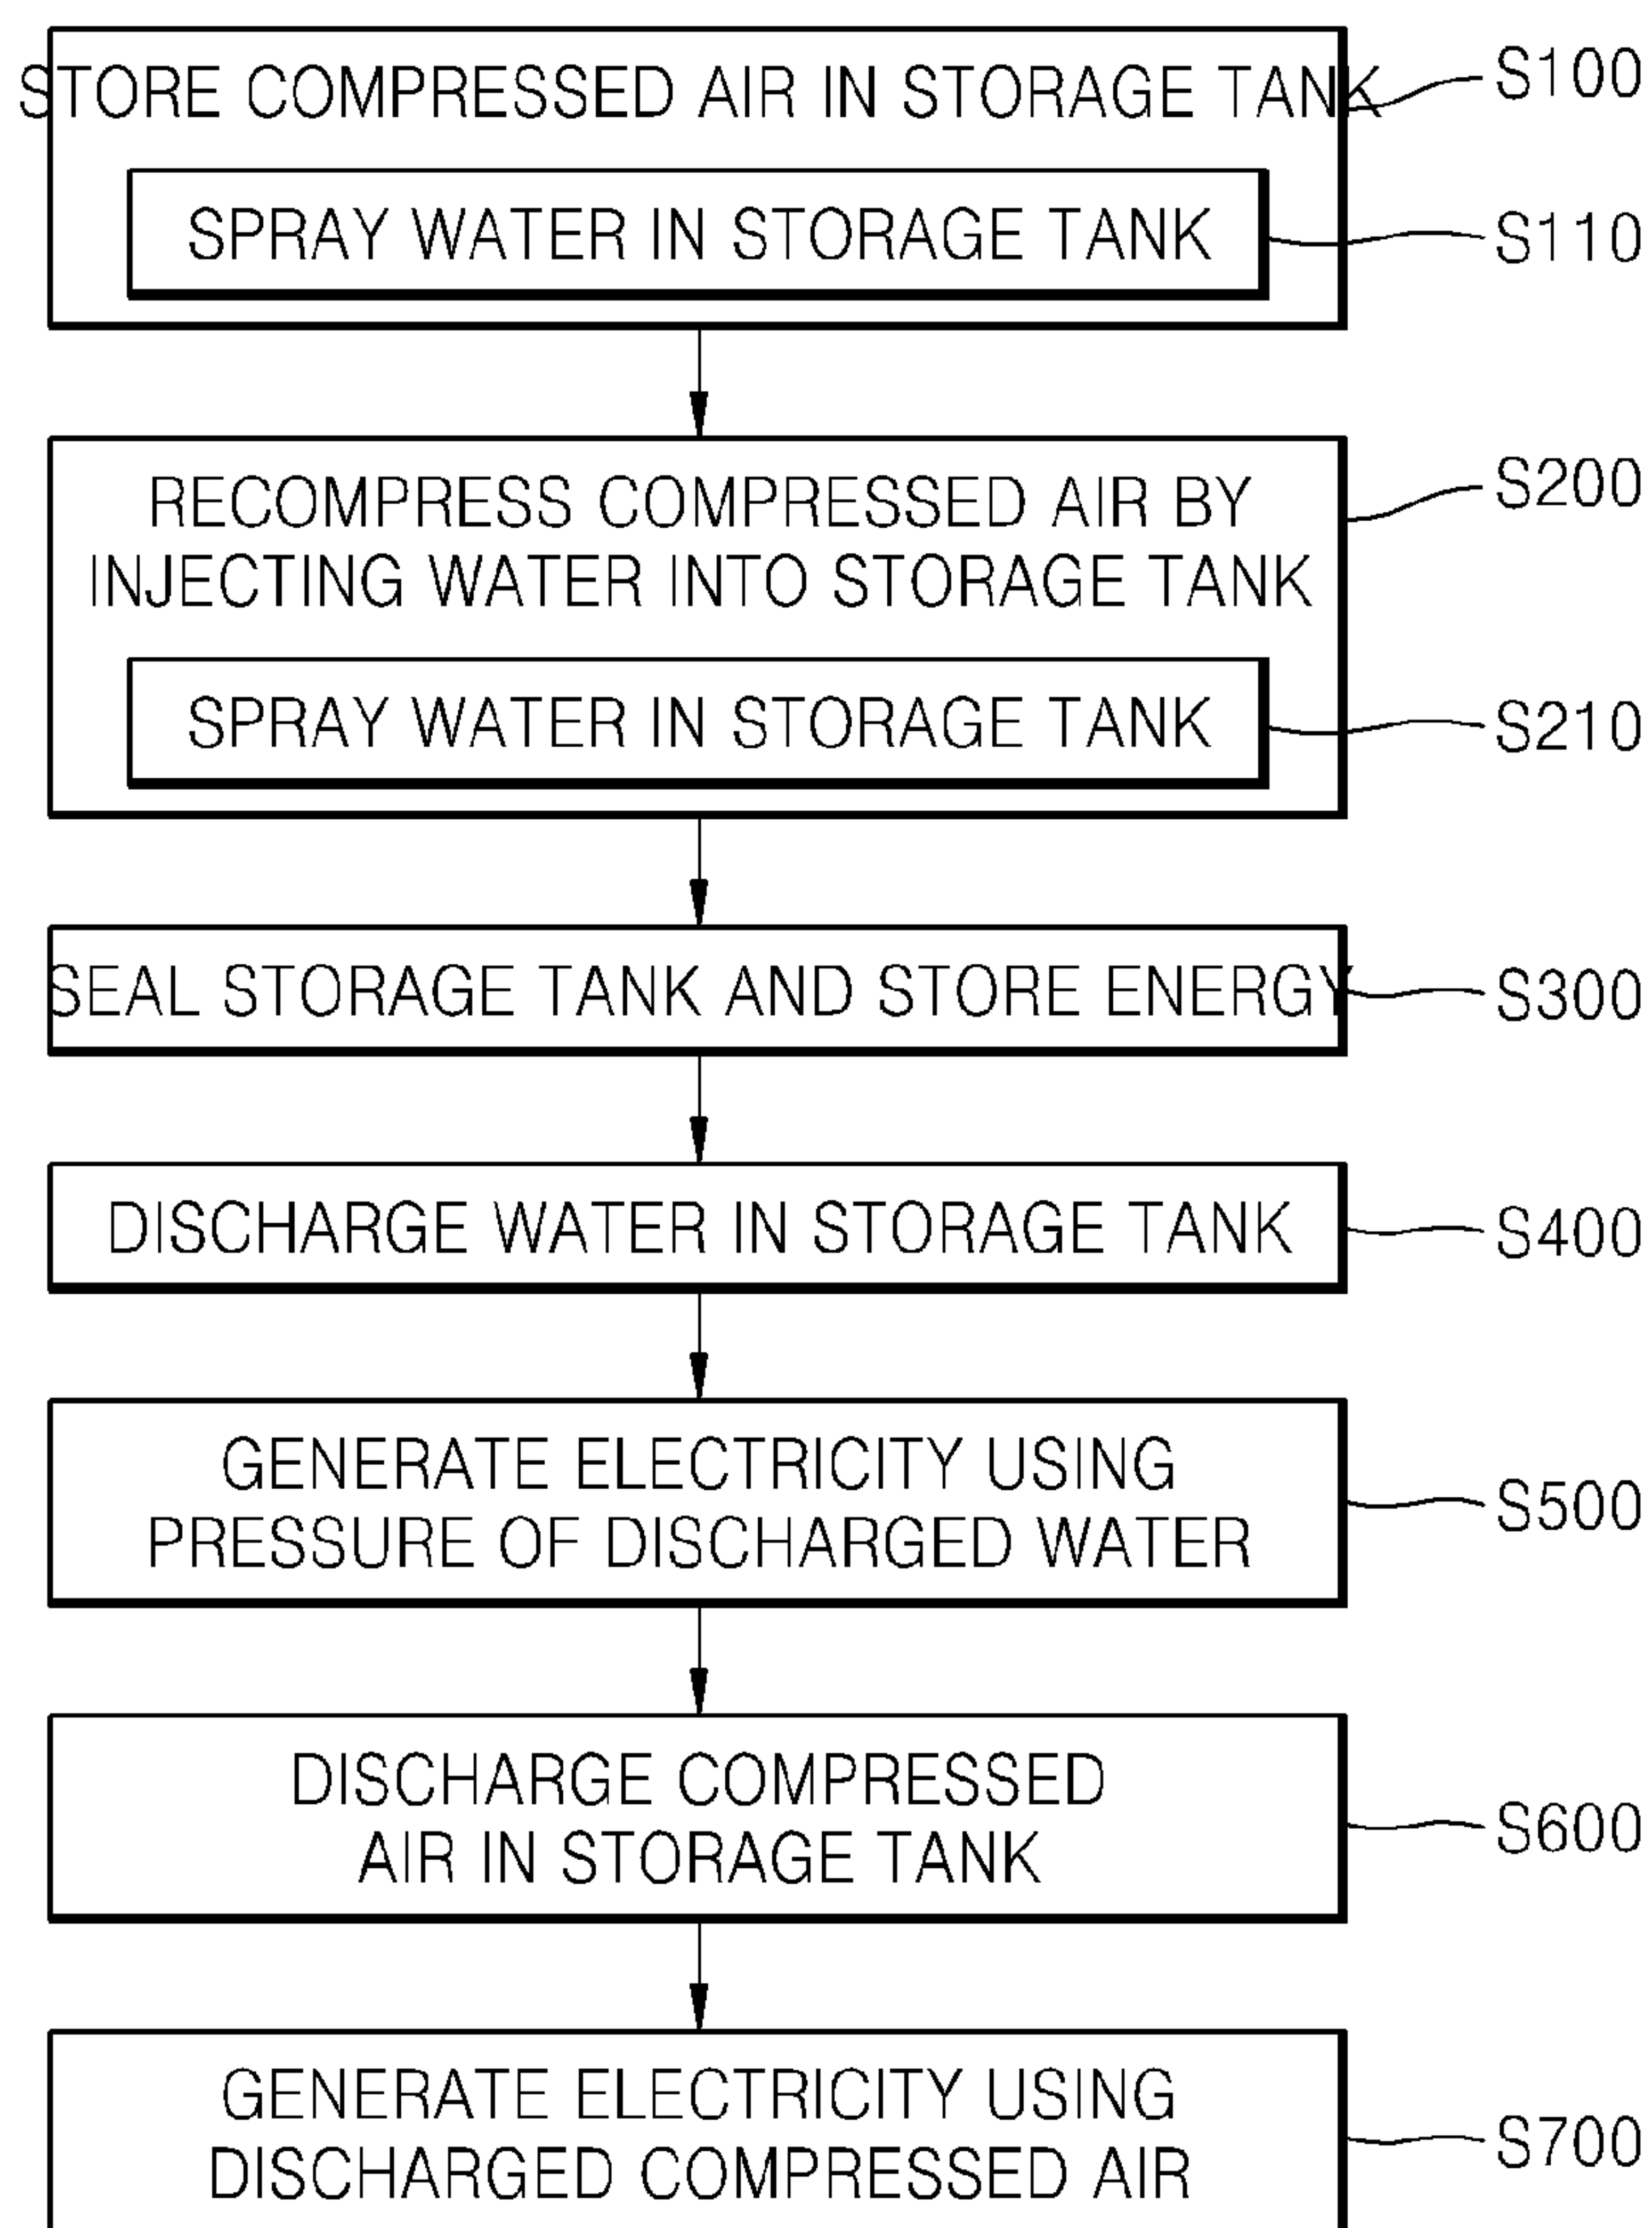 STORE COMPRESSED AIR IN STORAGE TANK
S100
SPRAY WATER IN STORAGE TANK
S110
RECOMPRESS COMPRESSED AIR BY
INJECTING WATER INTO STORAGE TANK
S200
SPRAY WATER IN STORAGE TANK
S210
SEAL STORAGE TANK AND STORE ENERGY
S300
DISCHARGE WATER IN STORAGE TANK
S400
GENERATE ELECTRICITY USING
PRESSURE OF DISCHARGED WATER
S500
DISCHARGE COMPRESSED
AIR IN STORAGE TANK
S600
GENERATE ELECTRICITY USING
DISCHARGED COMPRESSED AIR
S700